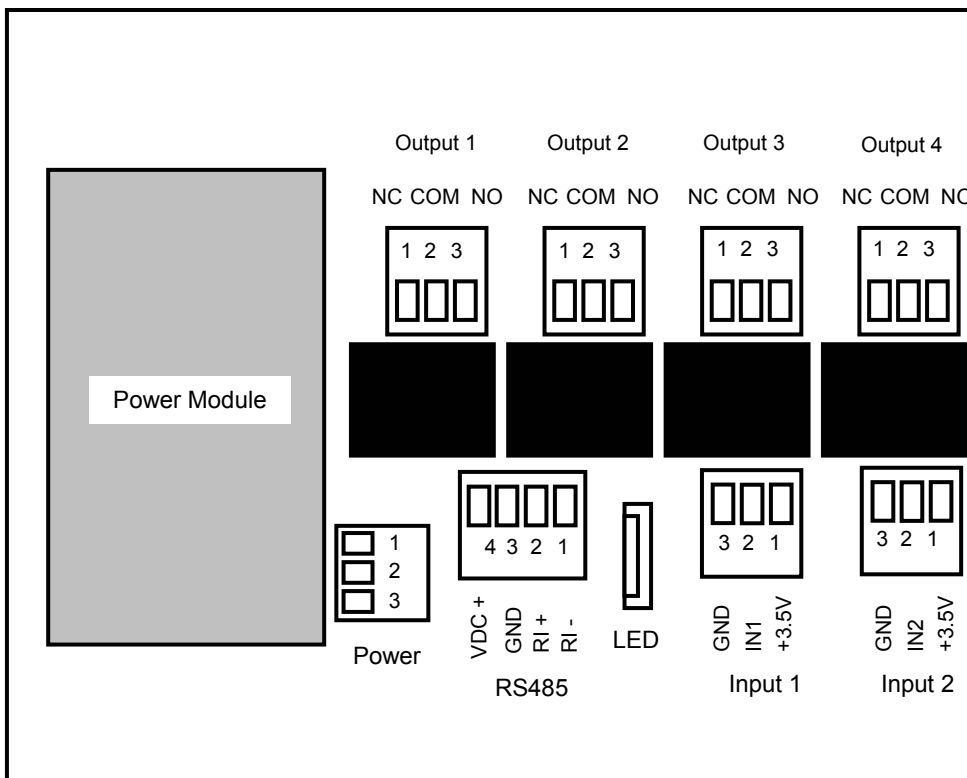 Output 1 Output 2 Output 3 Output 4
NC COM NO NC COM NO NC COM NO NC COM NO
1 2 3 1 2 3 1 2 3 1 2 3
Power Module
4 3 2 1
3 2 1
3 2 1
1
2
3
VDC +
GND
RI +
RI -
GND
IN1
+3.5V
GND
IN2
+3.5V
Power
LED
RS485
Input 1
Input 2